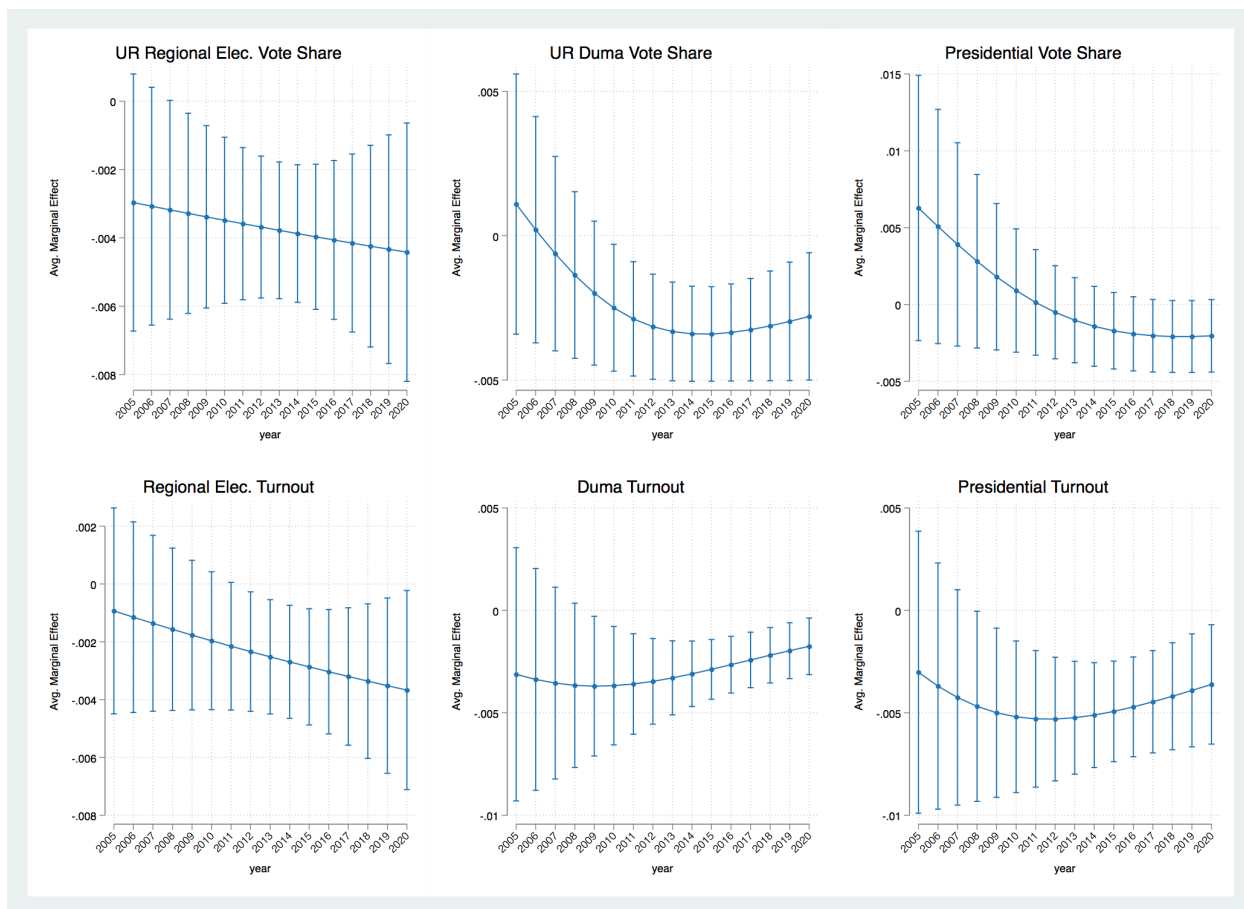 UR Regional Elec. Vote Share
0
-.002
-.004
-.006
-.008
Avg. Marginal Effect
2005 2006 2007 2008 2009 2010 2011 2012 2013 2014 2015 2016 2017 2018 2019 2020
year
UR Duma Vote Share
.005
0
-.005
Avg. Marginal Effect
2005 2006 2007 2008 2009 2010 2011 2012 2013 2014 2015 2016 2017 2018 2019 2020
year
Presidential Vote Share
.015
.01
.005
0
-.005
Avg. Marginal Effect
2005 2006 2007 2008 2009 2010 2011 2012 2013 2014 2015 2016 2017 2018 2019 2020
year
Regional Elec. Turnout
.002
0
-.002
-.004
-.006
-.008
Avg. Marginal Effect
2005 2006 2007 2008 2009 2010 2011 2012 2013 2014 2015 2016 2017 2018 2019 2020
year
Duma Turnout
.005
0
-.005
-.01
Avg. Marginal Effect
2005 2006 2007 2008 2009 2010 2011 2012 2013 2014 2015 2016 2017 2018 2019 2020
year
Presidential Turnout
.005
0
-.005
-.01
Avg. Marginal Effect
2005 2006 2007 2008 2009 2010 2011 2012 2013 2014 2015 2016 2017 2018 2019 2020
year